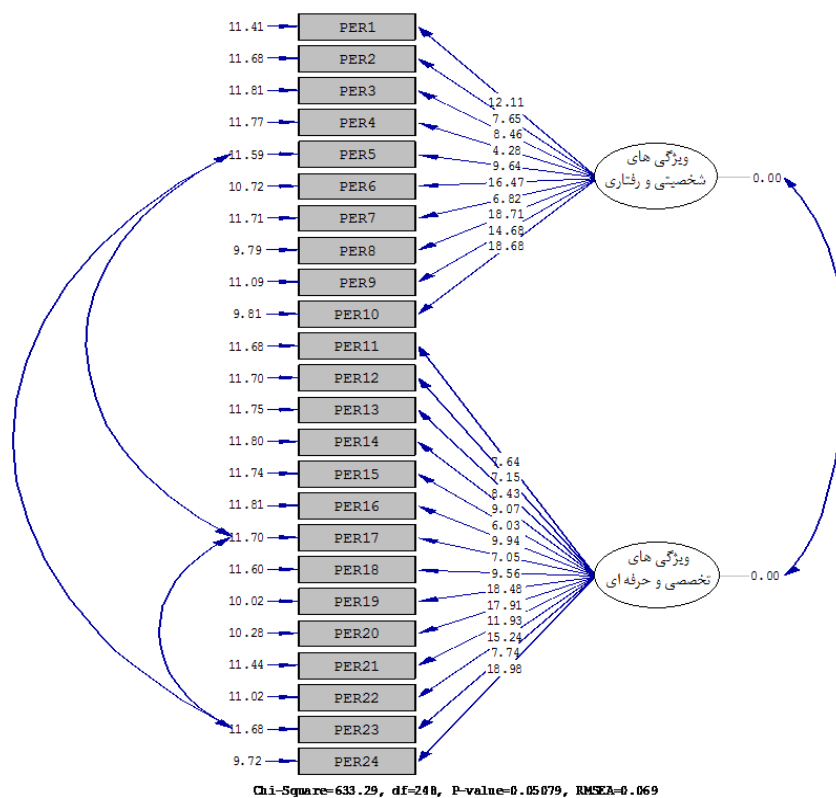 11.41 PER1
11.68 PER2
11.81 PER3
11.77 PER4
11.59 PER5
10.72 PER6
11.71 PER7
9.79 PER8
11.09 PER9
9.81 PER10
11.68 PER11
11.70 PER12
11.75 PER13
11.80 PER14
11.74 PER15
11.81 PER16
11.70 PER17
11.60 PER18
10.02 PER19
10.28 PER20
11.44 PER21
11.02 PER22
11.68 PER23
9.72 PER24
12.11
7.65
8.46
4.28
9.64
16.47
6.82
18.71
14.68
18.68
ویژگی های
شخصیتی و رفتاری
0.00
7.64
7.15
8.43
9.07
6.03
9.94
7.05
9.56
18.48
17.91
11.93
15.24
7.74
18.98
ویژگی های
تخصصی و حرفه ای
0.00
Chi-Square=633.29, df=248, P-value=0.05079, RMSEA=0.069